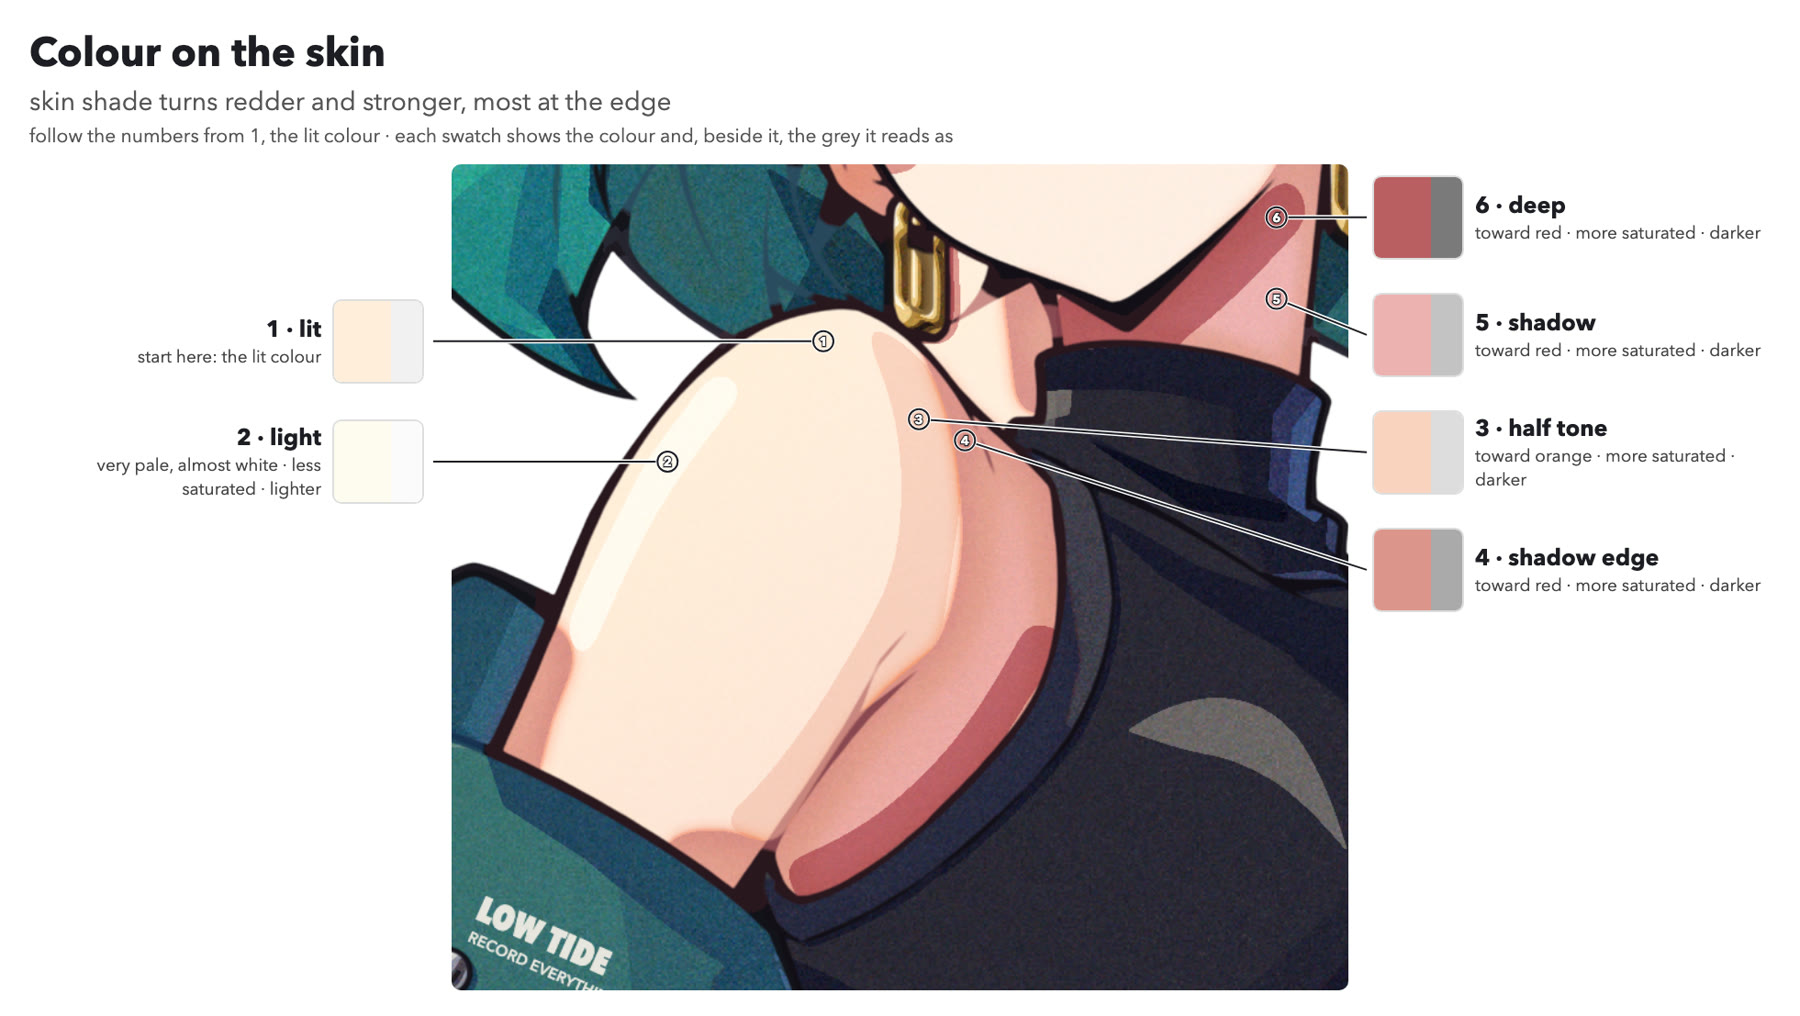 Colour on the skin
skin shade turns redder and stronger, most at the edge
follow the numbers from 1, the lit colour · each swatch shows the colour and, beside it, the grey it reads as
1 · lit
start here: the lit colour
2 · light
very pale, almost white · less
saturated · lighter
1
2
3
4
5
6
6 · deep
toward red · more saturated · darker
5 · shadow
toward red · more saturated · darker
3 · half tone
toward orange · more saturated ·
darker
4 · shadow edge
toward red · more saturated · darker
LOW TIDE
RECORD